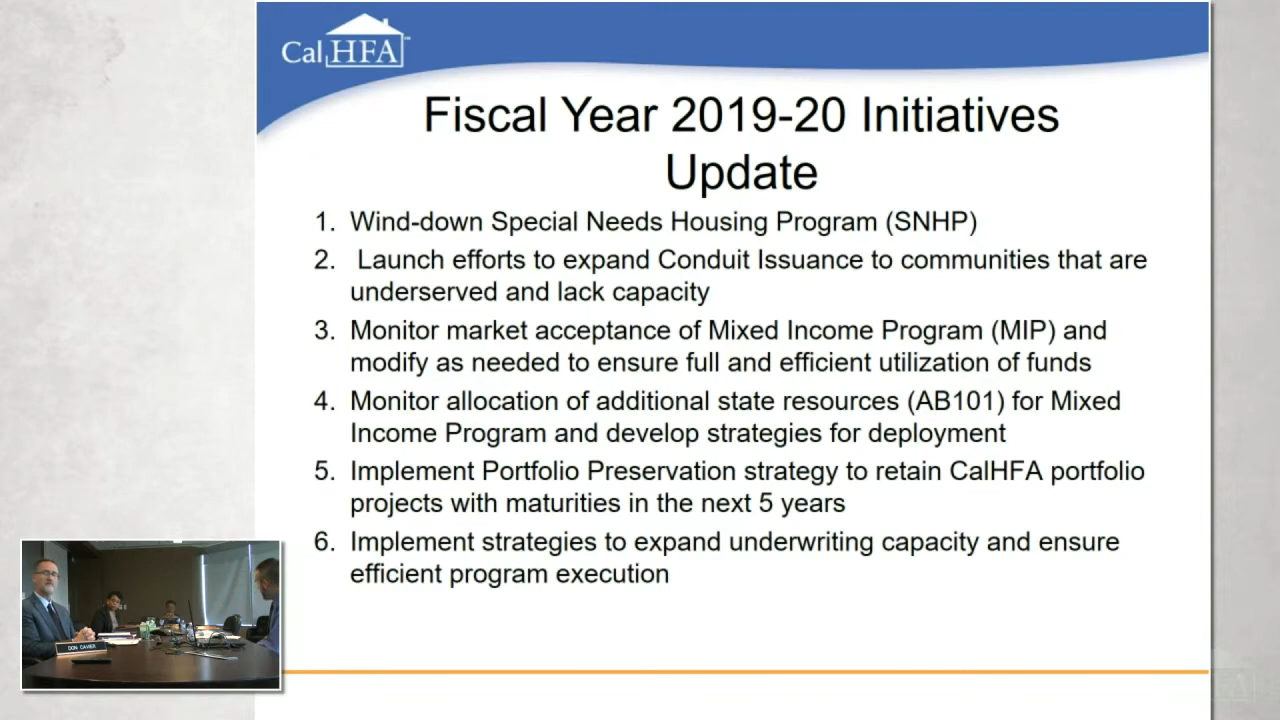 CalHFA™
Fiscal Year 2019-20 Initiatives
Update
1. Wind-down Special Needs Housing Program (SNHP)
2. Launch efforts to expand Conduit Issuance to communities that are
underserved and lack capacity
3. Monitor market acceptance of Mixed Income Program (MIP) and
modify as needed to ensure full and efficient utilization of funds
4. Monitor allocation of additional state resources (AB101) for Mixed
Income Program and develop strategies for deployment
5. Implement Portfolio Preservation strategy to retain CalHFA portfolio
projects with maturities in the next 5 years
6. Implement strategies to expand underwriting capacity and ensure
efficient program execution
DON CAVIER